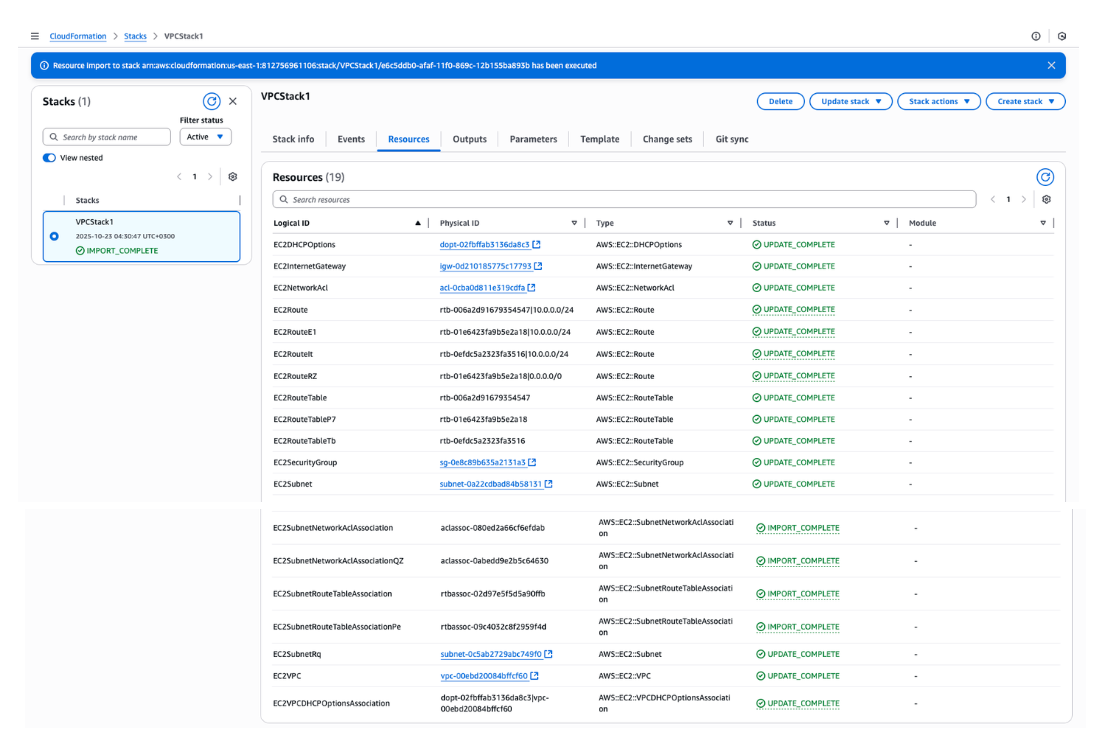 CloudFormation > Stacks > VPCStack1
Resource import to stack arn:aws:cloudformation:us-east-1:812756961106:stack/VPCStack1/e6c5ddb0-afaf-11f0-869c-12b155ba893b has been executed
Stacks (1)
Filter status
Search by stack name
Active
View nested
1
Stacks
VPCStack1
2025-10-23 04:30:47 UTC+0300
IMPORT_COMPLETE
VPCStack1
Delete Update stack Stack actions Create stack
Stack info Events Resources Outputs Parameters Template Change sets Git sync
Resources (19)
Search resources
1
Logical ID Physical ID Type Status Module
EC2DHCPOptions dopt-02fbffab3136da8c3 AWS::EC2::DHCPOptions UPDATE_COMPLETE -
EC2InternetGateway igw-0d210185775c17793 AWS::EC2::InternetGateway UPDATE_COMPLETE -
EC2NetworkAcl acl-0cba0d811e319cdfa AWS::EC2::NetworkAcl UPDATE_COMPLETE -
EC2Route rtb-006a2d91679354547|10.0.0.0/24 AWS::EC2::Route UPDATE_COMPLETE -
EC2RouteE1 rtb-01e6423fa9b5e2a18|10.0.0.0/24 AWS::EC2::Route UPDATE_COMPLETE -
EC2RouteIt rtb-0efdc5a2323fa3516|10.0.0.0/24 AWS::EC2::Route UPDATE_COMPLETE -
EC2RouteRZ rtb-01e6423fa9b5e2a18|0.0.0.0/0 AWS::EC2::Route UPDATE_COMPLETE -
EC2RouteTable rtb-006a2d91679354547 AWS::EC2::RouteTable UPDATE_COMPLETE -
EC2RouteTableP7 rtb-01e6423fa9b5e2a18 AWS::EC2::RouteTable UPDATE_COMPLETE -
EC2RouteTableTb rtb-0efdc5a2323fa3516 AWS::EC2::RouteTable UPDATE_COMPLETE -
EC2SecurityGroup sg-0e8c89b635a2131a3 AWS::EC2::SecurityGroup UPDATE_COMPLETE -
EC2Subnet subnet-0a22cdbad84b58131 AWS::EC2::Subnet UPDATE_COMPLETE -
EC2SubnetNetworkAclAssociation aclassoc-080ed2a66cf6efdab AWS::EC2::SubnetNetworkAclAssociati IMPORT_COMPLETE -
on
EC2SubnetNetworkAclAssociationQZ aclassoc-0abedd9e2b5c64630 AWS::EC2::SubnetNetworkAclAssociati IMPORT_COMPLETE -
on
EC2SubnetRouteTableAssociation rtbassoc-02d97e5f5d5a90ffb AWS::EC2::SubnetRouteTableAssociati IMPORT_COMPLETE -
on
EC2SubnetRouteTableAssociationPe rtbassoc-09c4032c8f2959f4d AWS::EC2::SubnetRouteTableAssociati IMPORT_COMPLETE -
on
EC2SubnetRq subnet-0c5ab2729abc749f0 AWS::EC2::Subnet UPDATE_COMPLETE -
EC2VPC vpc-00ebd20084bffcf60 AWS::EC2::VPC UPDATE_COMPLETE -
EC2VPCDHCPOptionsAssociation dopt-02fbffab3136da8c3|vpc- AWS::EC2::VPCDHCPOptionsAssociati UPDATE_COMPLETE -
00ebd20084bffcf60 on